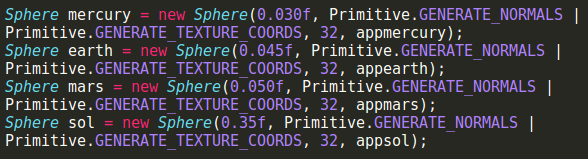 Sphere mercury = new Sphere(0.030f, Primitive.GENERATE_NORMALS |
Primitive.GENERATE_TEXTURE_COORDS, 32, appmercury);
Sphere earth = new Sphere(0.045f, Primitive.GENERATE_NORMALS |
Primitive.GENERATE_TEXTURE_COORDS, 32, appearth);
Sphere mars = new Sphere(0.050f, Primitive.GENERATE_NORMALS |
Primitive.GENERATE_TEXTURE_COORDS, 32, appmars);
Sphere sol = new Sphere(0.35f, Primitive.GENERATE_NORMALS |
Primitive.GENERATE_TEXTURE_COORDS, 32, appsol);